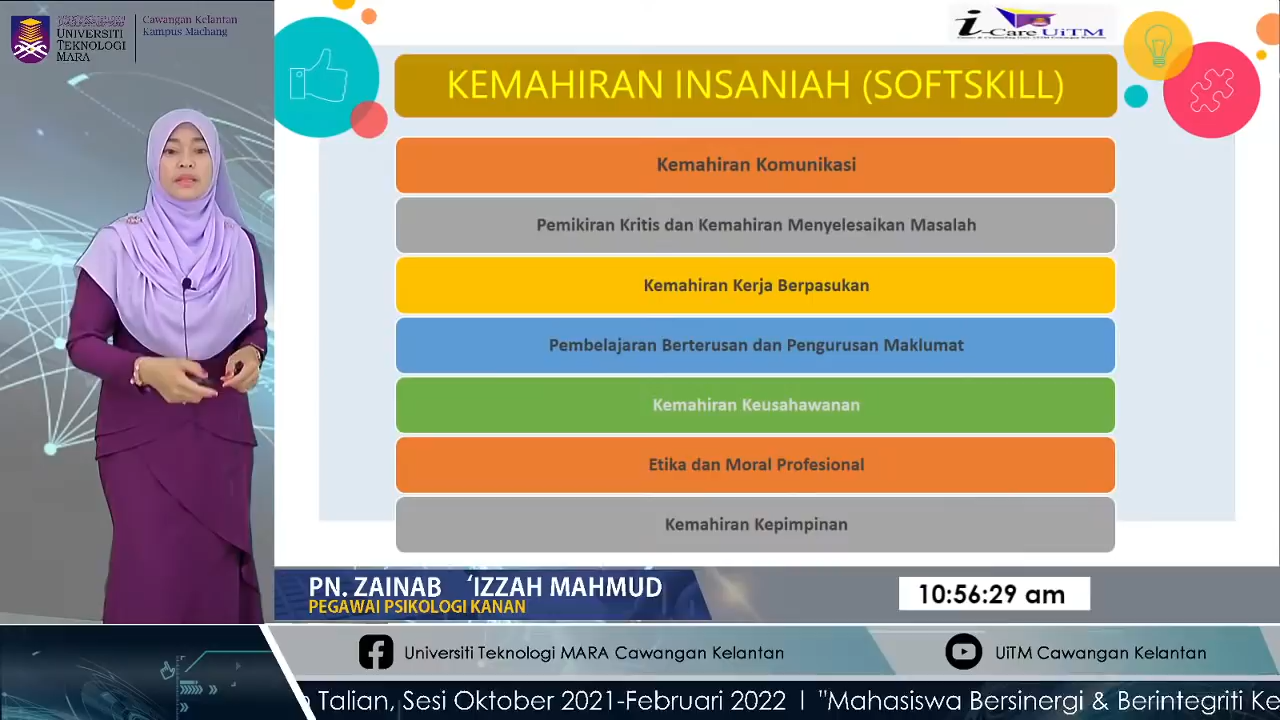 UNIVERSITI
TEKNOLOGI
MARA
Cawangan Kelantan
Kampus Machang
i-Care UiTM
KEMAHIRAN INSANIAH (SOFTSKILL)
Kemahiran Komunikasi
Pemikiran Kritis dan Kemahiran Menyelesaikan Masalah
Kemahiran Kerja Berpasukan
Pembelajaran Berterusan dan Pengurusan Maklumat
Kemahiran Keusahawanan
Etika dan Moral Profesional
Kemahiran Kepimpinan
PN. ZAINAB ‘IZZAH MAHMUD
PEGAWAI PSIKOLOGI KANAN
10:56:29 am
Universiti Teknologi MARA Cawangan Kelantan
UiTM Cawangan Kelantan
Talian, Sesi Oktober 2021-Februari 2022 | "Mahasiswa Bersinergi & Berintegriti Ke